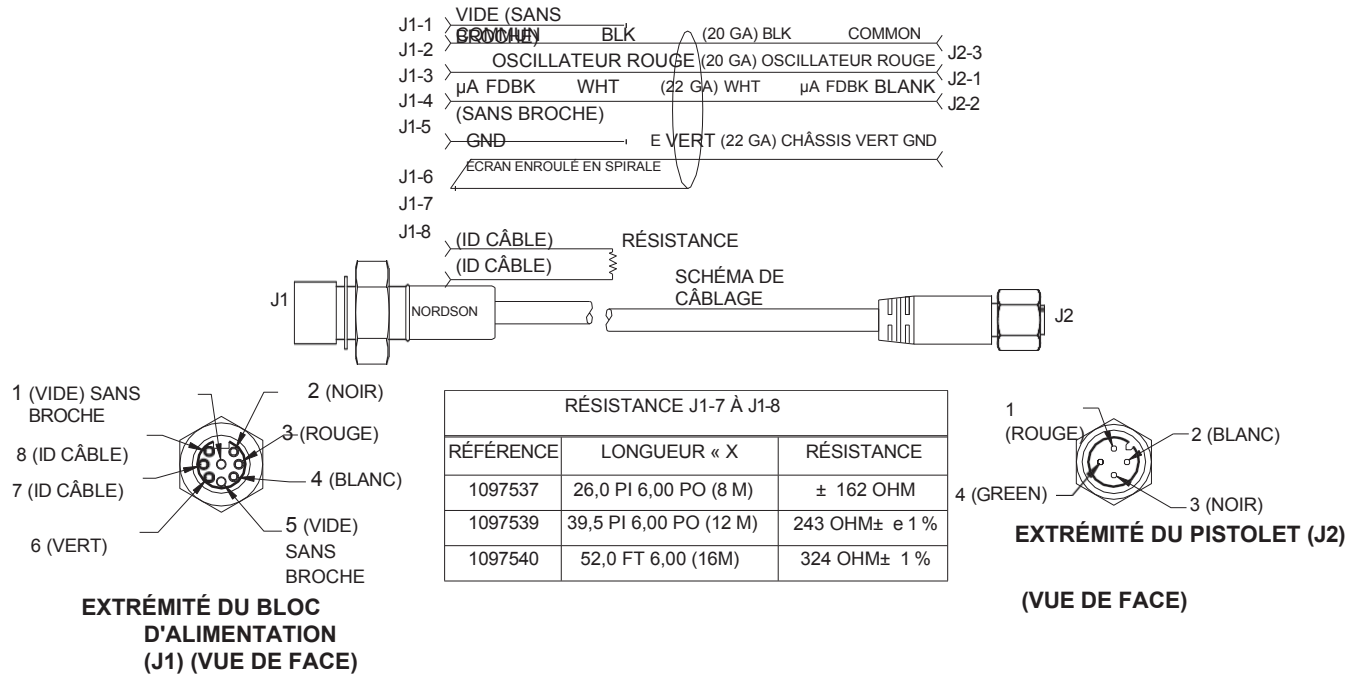 J1-1 VIDE (SANS BROCHE)
J1-2 COMMUN BLK (20 GA) BLK COMMON J2-3
J1-3 OSCILLATEUR ROUGE (20 GA) OSCILLATEUR ROUGE J2-1
J1-4 µA FDBK WHT (22 GA) WHT µA FDBK BLANK J2-2
(SANS BROCHE)
J1-5
GND E VERT (22 GA) CHÂSSIS VERT GND
J1-6 ÉCRAN ENROULÉ EN SPIRALE
J1-7
J1-8 (ID CÂBLE) RÉSISTANCE
(ID CÂBLE)
SCHÉMA DE
CÂBLAGE
J1
NORDSON
J2
1 (VIDE) SANS
BROCHE
2 (NOIR)
3 (ROUGE)
8 (ID CÂBLE)
7 (ID CÂBLE)
4 (BLANC)
6 (VERT)
5 (VIDE)
SANS
BROCHE
EXTRÉMITÉ DU BLOC
D'ALIMENTATION
(J1) (VUE DE FACE)
RÉSISTANCE J1-7 À J1-8
RÉFÉRENCE LONGUEUR « X RÉSISTANCE
1097537 26,0 PI 6,00 PO (8 M) ± 162 OHM
1097539 39,5 PI 6,00 PO (12 M) 243 OHM± e 1 %
1097540 52,0 FT 6,00 (16M) 324 OHM± 1 %
1
(ROUGE)
2 (BLANC)
4 (GREEN)
3 (NOIR)
EXTRÉMITÉ DU PISTOLET (J2)
(VUE DE FACE)